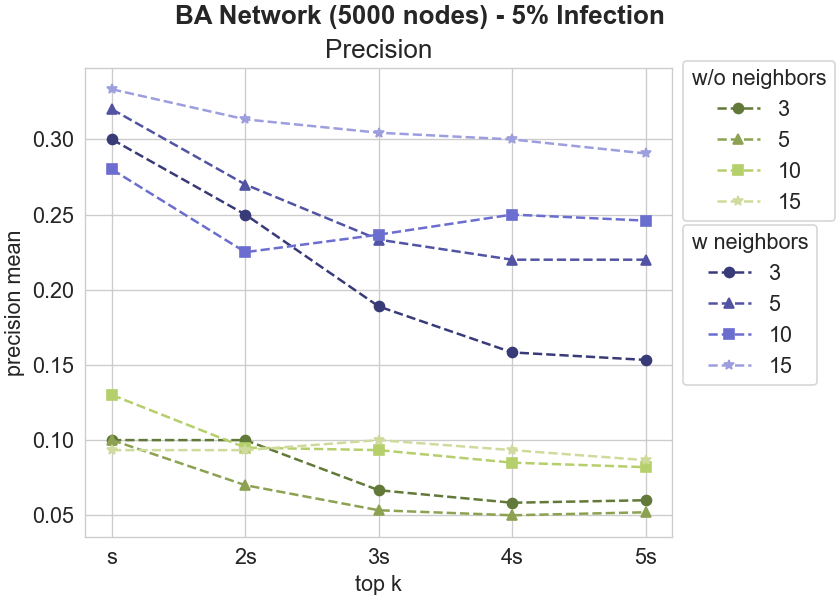 BA Network (5000 nodes) - 5% Infection
Precision
precision mean
0.30
0.25
0.20
0.15
0.10
0.05
s
2s
3s
4s
5s
top k
w/o neighbors
3
5
10
15
w neighbors
3
5
10
15